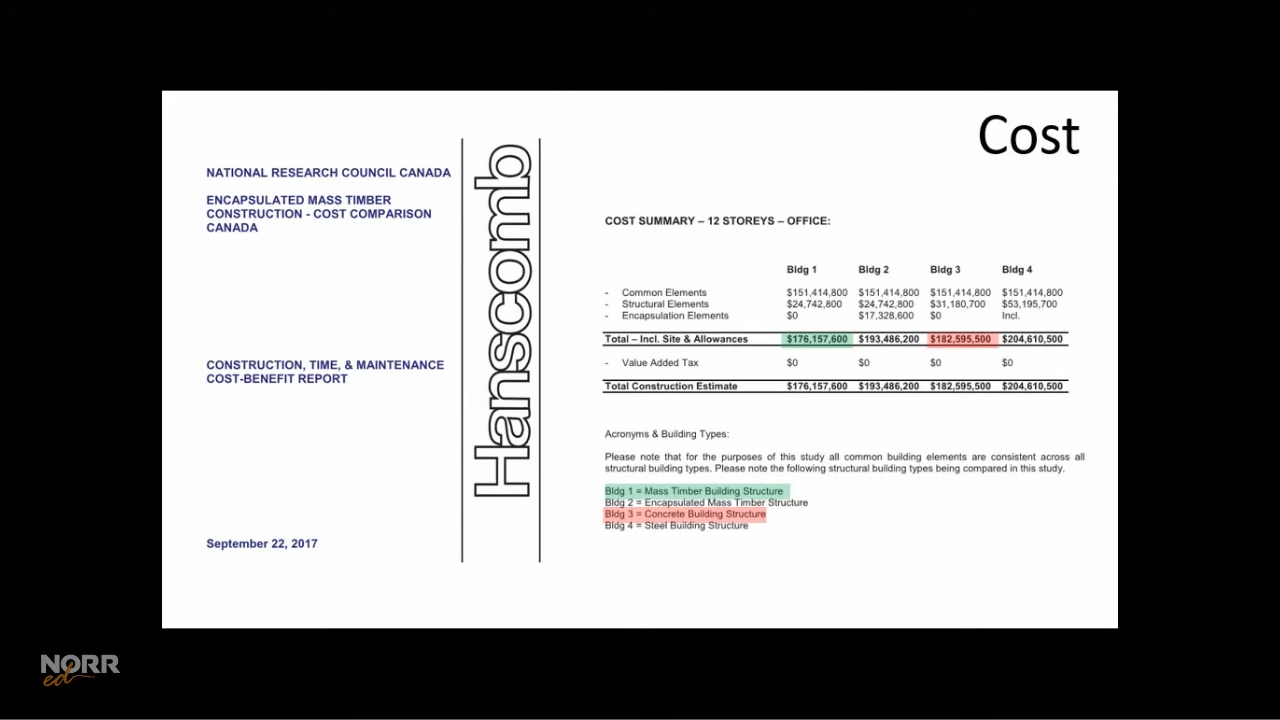 Cost
NATIONAL RESEARCH COUNCIL CANADA
ENCAPSULATED MASS TIMBER
CONSTRUCTION - COST COMPARISON
CANADA
CONSTRUCTION, TIME, & MAINTENANCE
COST-BENEFIT REPORT
September 22, 2017
Hanscomb
COST SUMMARY – 12 STOREYS – OFFICE:
Bldg 1 Bldg 2 Bldg 3 Bldg 4
- Common Elements $151,414,800 $151,414,800 $151,414,800 $151,414,800
- Structural Elements $24,742,800 $24,742,800 $31,180,700 $53,195,700
- Encapsulation Elements $0 $17,328,600 $0 Incl.
Total – Incl. Site & Allowances $176,157,600 $193,486,200 $182,595,500 $204,610,500
- Value Added Tax $0 $0 $0 $0
Total Construction Estimate $176,157,600 $193,486,200 $182,595,500 $204,610,500
Acronyms & Building Types:
Please note that for the purposes of this study all common building elements are consistent across all
structural building types. Please note the following structural building types being compared in this study.
Bldg 1 = Mass Timber Building Structure
Bldg 2 = Encapsulated Mass Timber Structure
Bldg 3 = Concrete Building Structure
Bldg 4 = Steel Building Structure
NORR
ed